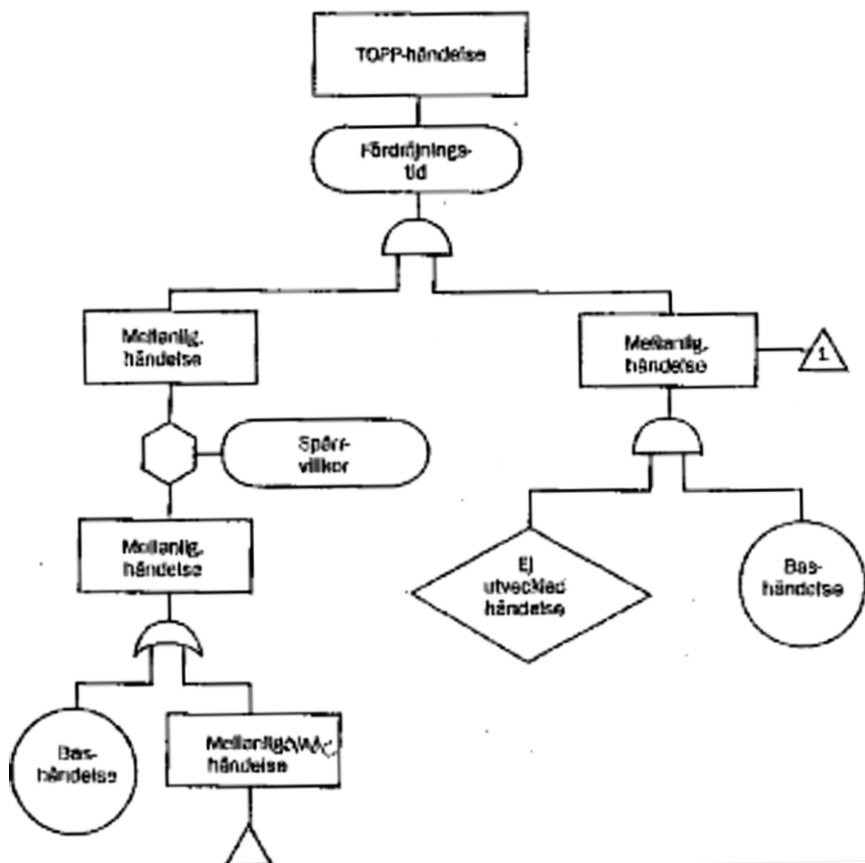 TOPP-händelse
Fördröjnings-
tid
Mellanlig.
händelse
Mellanlig.
händelse
1
Spärr-
villkor
Mellanlig.
händelse
Ej
utvecklad
händelse
Bas-
händelse
Bas-
händelse
händelse